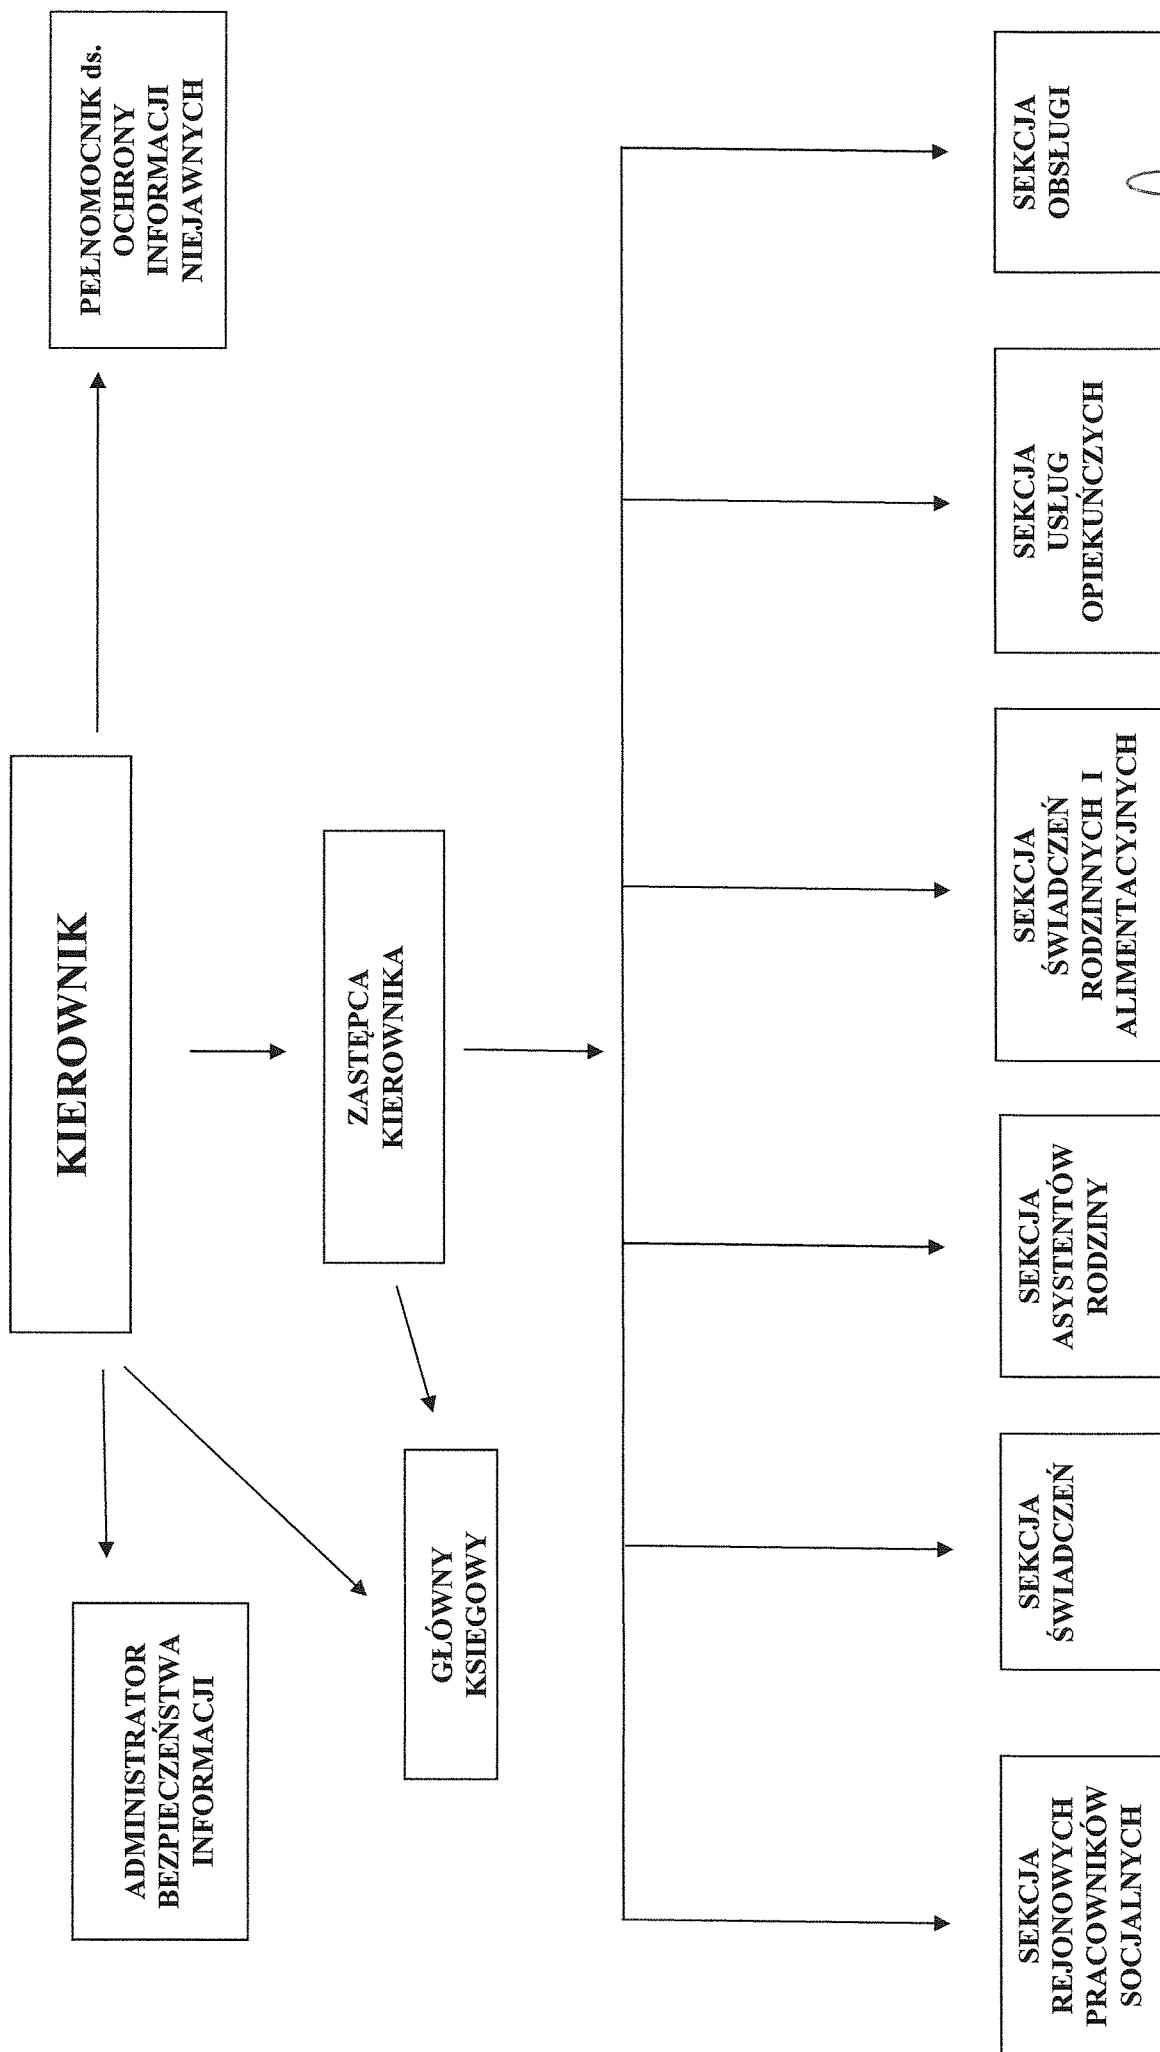 KIEROWNIK
PEŁNOMOCNIK ds.
OCHRONY
INFORMACJI
NIEJAWNYCH
ADMINISTRATOR
BEZPIECZEŃSTWA
INFORMACJI
ZASTĘPCA
KIEROWNIKA
GŁÓWNY
KSIEGOWY
SEKCJA
REJONOWYCH
PRACOWNIKÓW
SOCJALNYCH
SEKCJA
ŚWIADCZEŃ
SEKCJA
ASYSTENTÓW
RODZINY
SEKCJA
ŚWIADCZEŃ
RODZINNYCH I
ALIMENTACYJNYCH
SEKCJA
USŁUG
OPIEKUŃCZYCH
SEKCJA
OBSŁUGI